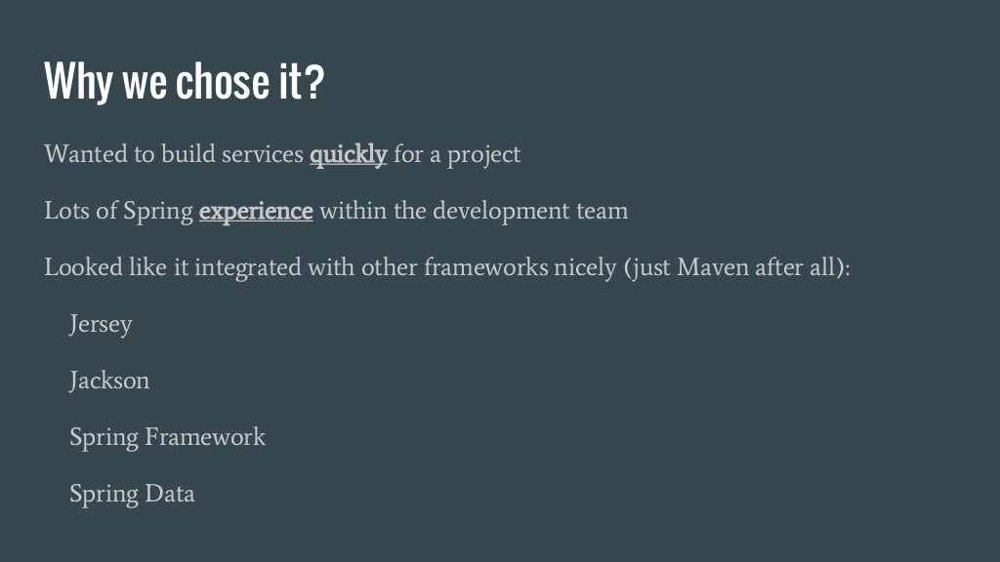 Why we chose it?
Wanted to build services quickly for a project
Lots of Spring experience within the development team
Looked like it integrated with other frameworks nicely (just Maven after all):
Jersey
Jackson
Spring Framework
Spring Data